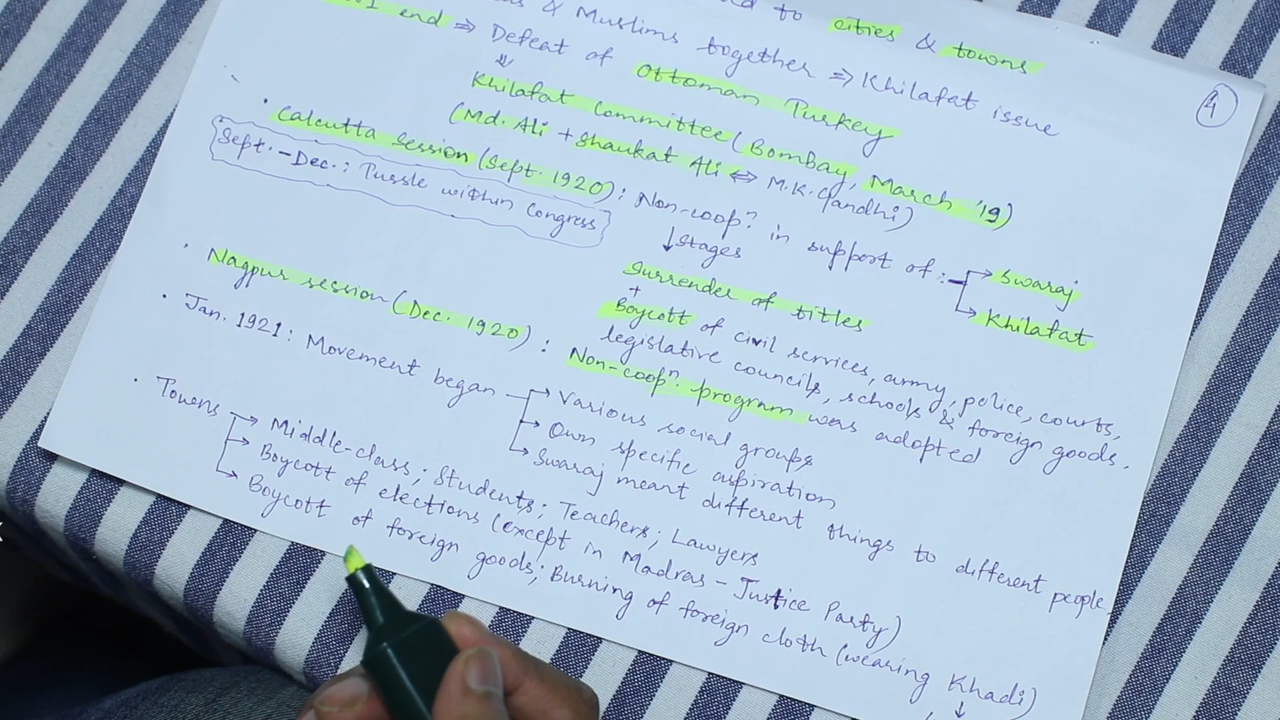 to cities & towns
& Muslims together ⇒ Khilafat issue
end ⇒ Defeat of Ottoman Turkey
④
⇓
Khilafat Committee (Bombay, March '19)
(Md. Ali + Shaukat Ali ⇔ M.K. Gandhi)
• Calcutta session (Sept. 1920) : Non-coopⁿ in support of :- → Swaraj
→ Khilafat
Sept.-Dec.: Tussle within Congress
↓ stages
Surrender of titles
+
Boycott of civil services, army, police, courts,
legislative councils, schools & foreign goods.
• Nagpur session (Dec. 1920) : Non-coopⁿ program was adopted
• Jan. 1921 : Movement began → Various social groups
→ Own specific aspiration
→ Swaraj meant different things to different people.
• Towns → Middle-class ; Students ; Teachers ; Lawyers
→ Boycott of elections (except in Madras - Justice Party)
→ Boycott of foreign goods ; Burning of foreign cloth (wearing Khadi)
↓